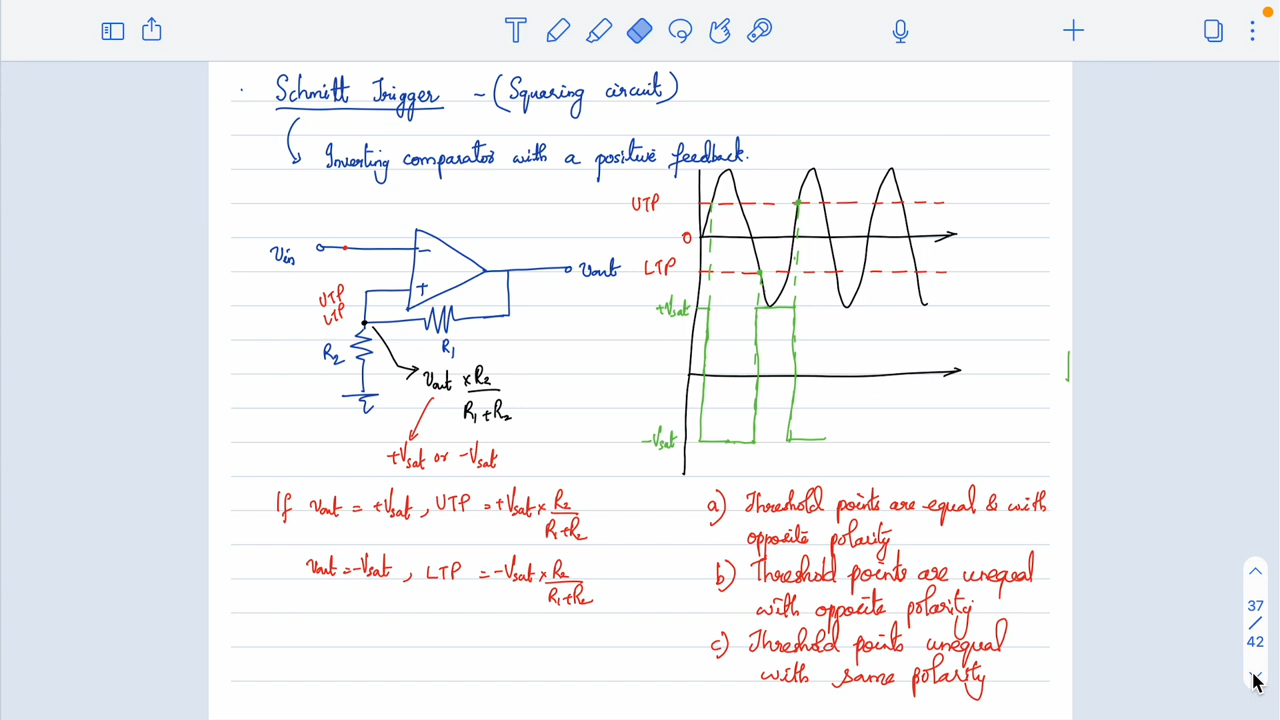 Schmitt Trigger - (Squaring circuit)
Inverting comparator with a positive feedback.
UTP
0
LTP
+Vsat
-Vsat
Vin
-
+
Vout
UTP
LTP
R1
R2
Vout × R2 / R1 + R2
+Vsat or -Vsat
If Vout = +Vsat, UTP = +Vsat × R2 / R1+R2
Vout = -Vsat, LTP = -Vsat × R2 / R1+R2
a) Threshold points are equal & with
opposite polarity
b) Threshold points are unequal
with opposite polarity
c) Threshold points unequal
with same polarity
37
/
42